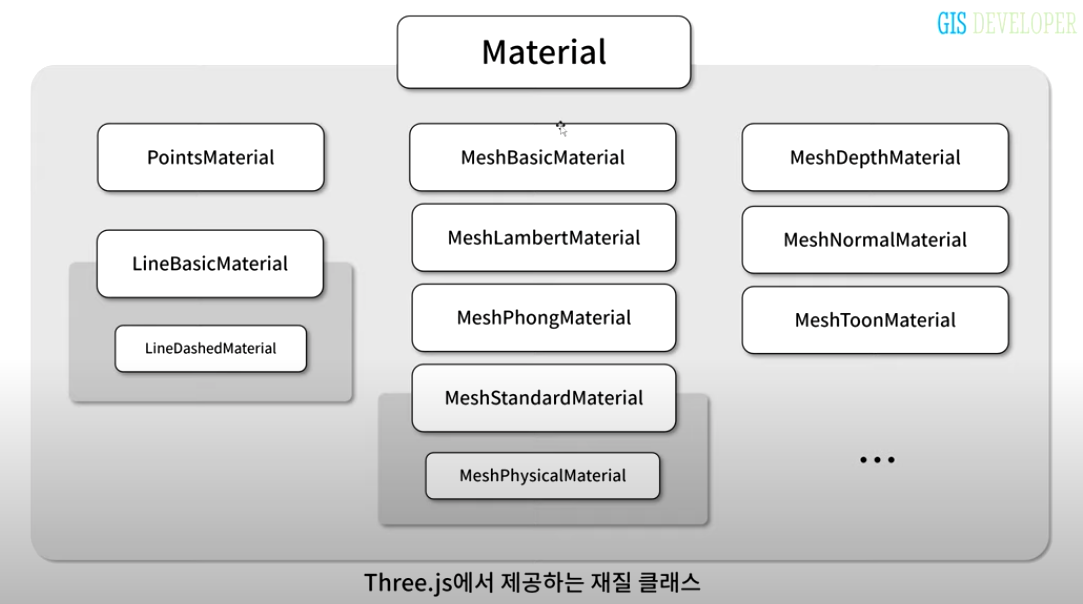 GIS DEVELOPER
Material
PointsMaterial
LineBasicMaterial
LineDashedMaterial
MeshBasicMaterial
MeshLambertMaterial
MeshPhongMaterial
MeshStandardMaterial
MeshPhysicalMaterial
MeshDepthMaterial
MeshNormalMaterial
MeshToonMaterial
...
Three.js에서 제공하는 재질 클래스